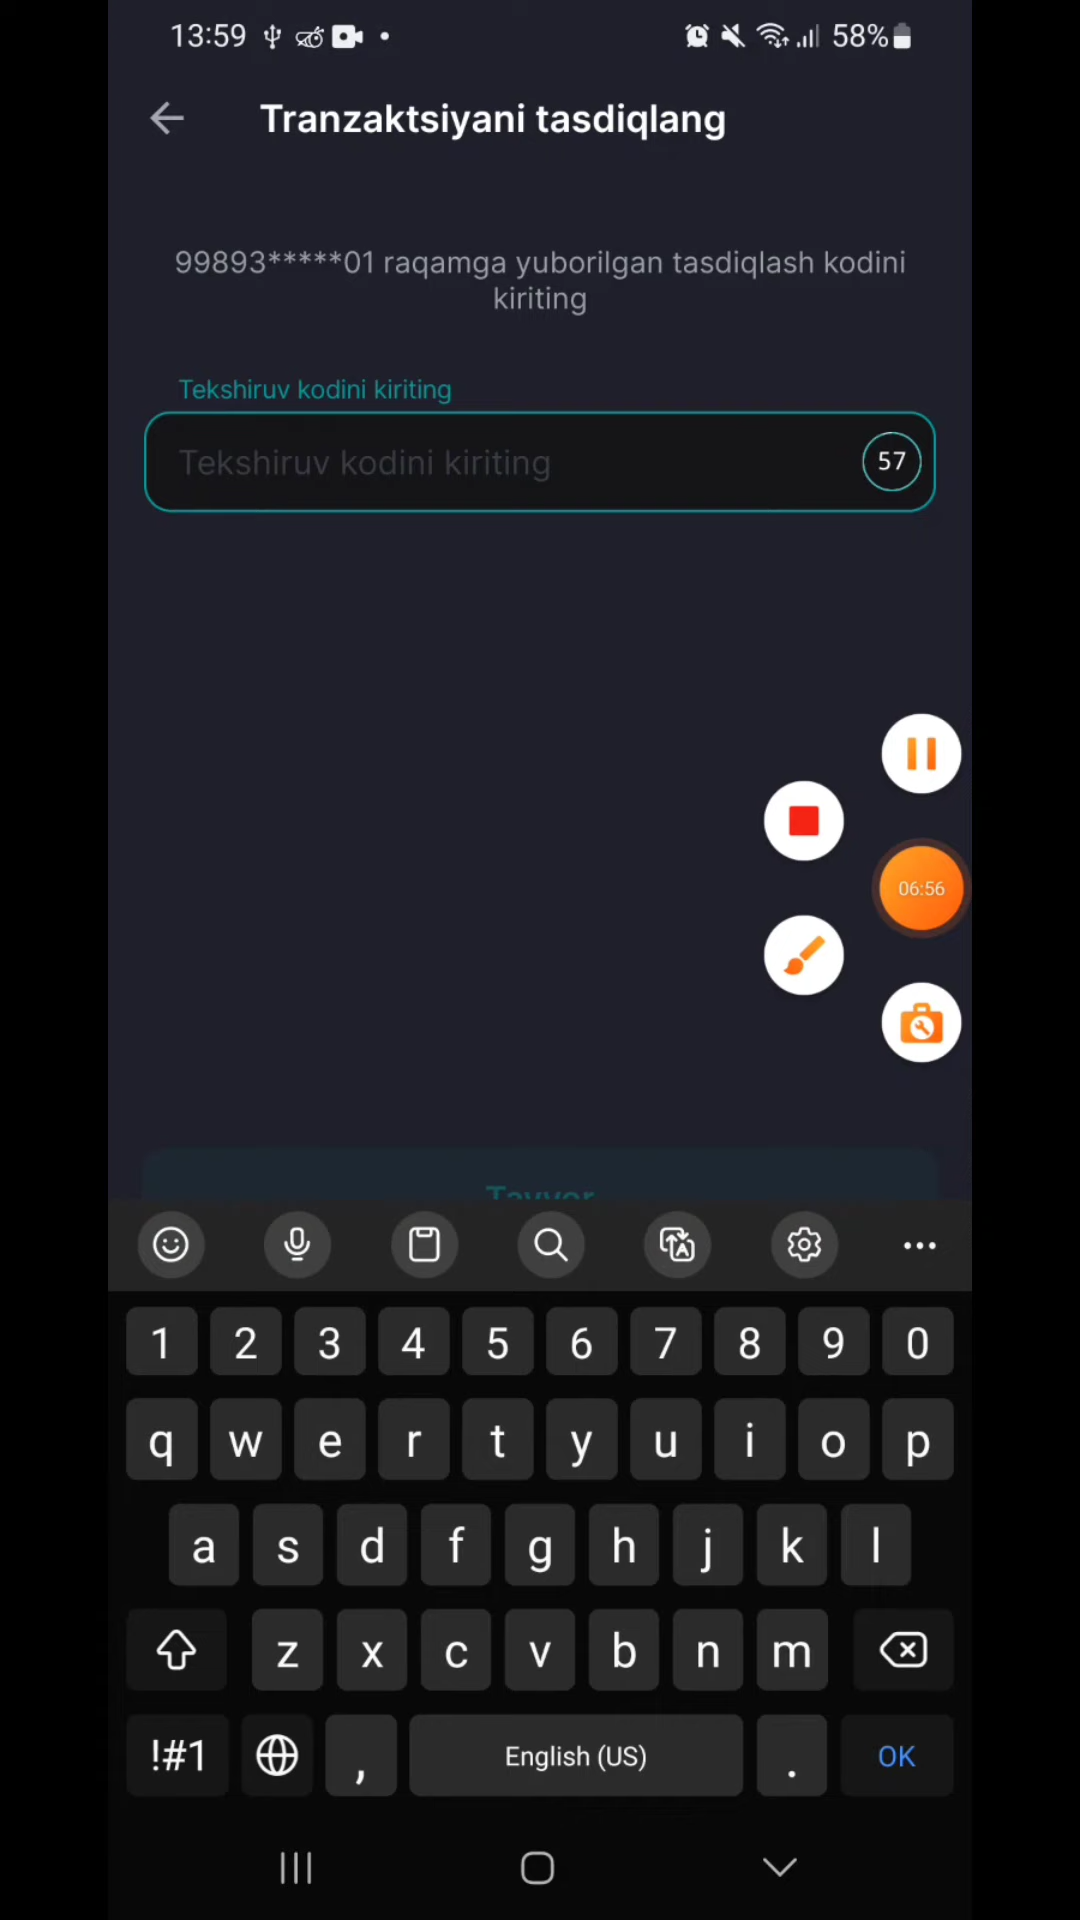 13:59
58%
Tranzaktsiyani tasdiqlang
99893*****01 raqamga yuborilgan tasdiqlash kodini
kiriting
Tekshiruv kodini kiriting
Tekshiruv kodini kiriting
57
06:56
Tayyor
1 2 3 4 5 6 7 8 9 0
q w e r t y u i o p
a s d f g h j k l
z x c v b n m
!#1 , English (US) . OK